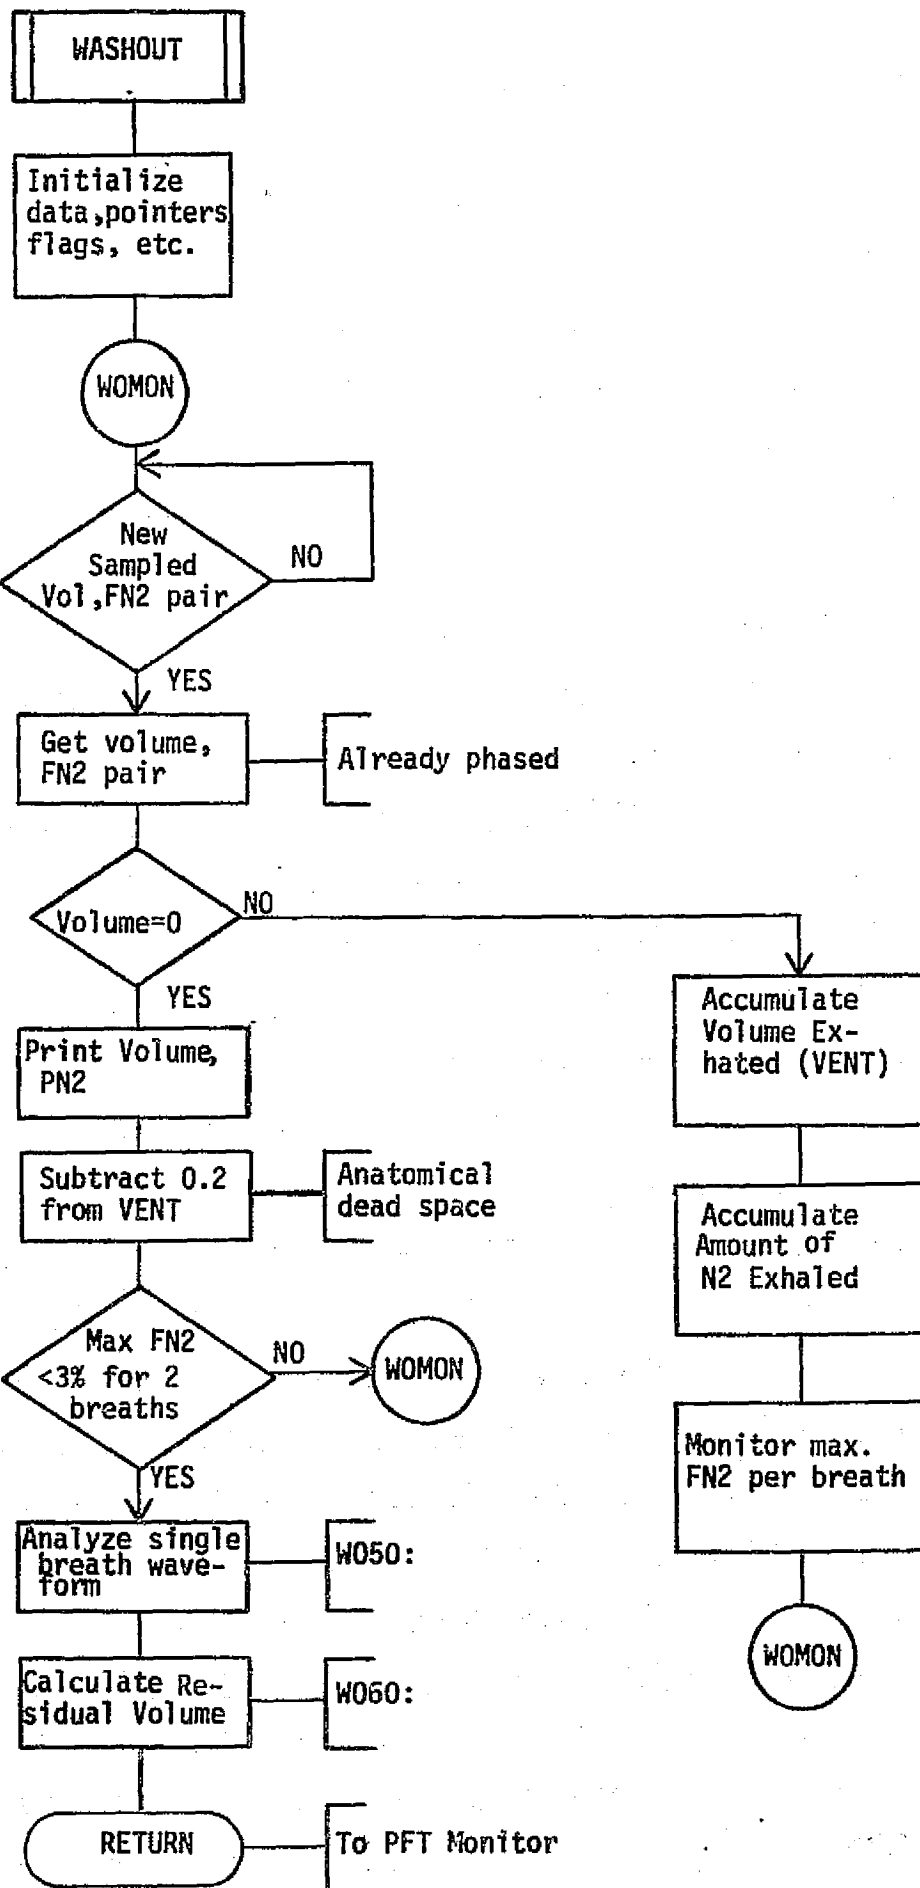 WASHOUT
Initialize
data,pointers
flags, etc.
WOMON
New
Sampled
Vol,FN2 pair
NO
YES
Get volume,
FN2 pair
Already phased
Volume=0
NO
YES
Print Volume,
PN2
Subtract 0.2
from VENT
Anatomical
dead space
Max FN2
<3% for 2
breaths
NO
WOMON
YES
Analyze single
breath wave-
form
WO50:
Calculate Re-
sidual Volume
WO60:
RETURN
To PFT Monitor
Accumulate
Volume Ex-
hated (VENT)
Accumulate
Amount of
N2 Exhaled
Monitor max.
FN2 per breath
WOMON